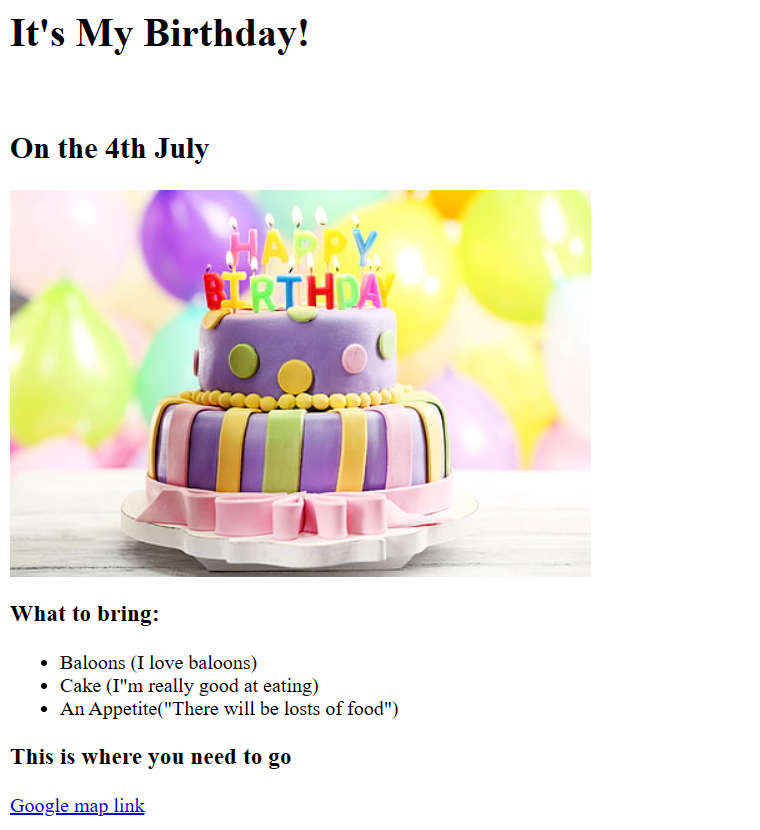 It's My Birthday!
On the 4th July
HAPPY
BIRTHDAY
What to bring:
Baloons (I love baloons)
Cake (I"m really good at eating)
An Appetite("There will be losts of food")
This is where you need to go
Google map link